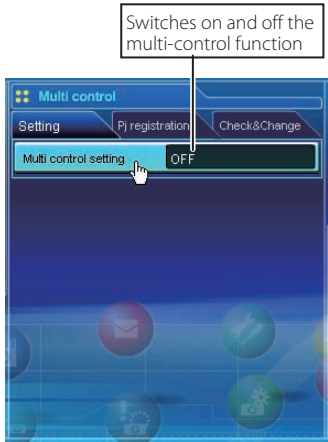 Switches on and off the
multi-control function
Multi control
Setting Pj registration Check&Change
Multi control setting OFF